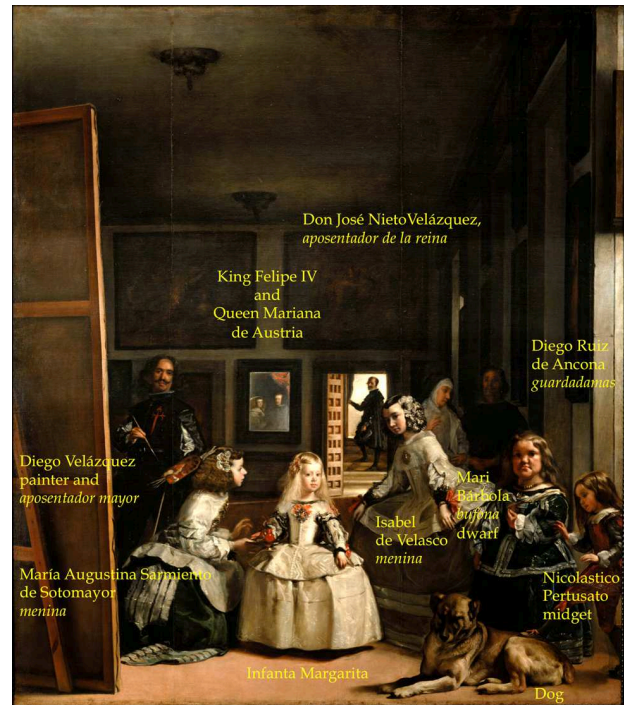 Don José Nieto Velázquez,
aposentador de la reina
King Felipe IV
and
Queen Mariana
de Austria
Diego Ruiz
de Ancona
guardadamas
Diego Velázquez
painter and
aposentador mayor
Mari
Bárbola
bufona
dwarf
Isabel
de Velasco
menina
María Augustina Sarmiento
de Sotomayor
menina
Nicolastico
Pertusato
midget
Infanta Margarita
Dog